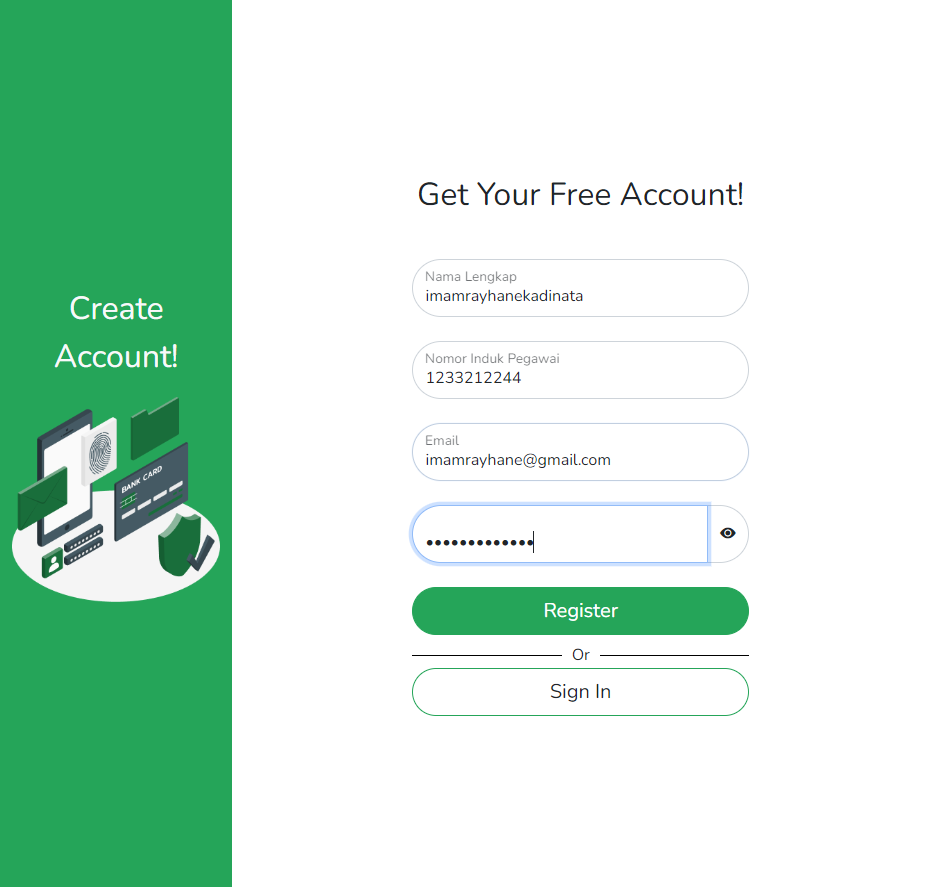 Create
Account!
BANK CARD
Get Your Free Account!
Nama Lengkap
imamrayhanekadinata
Nomor Induk Pegawai
1233212244
Email
imamrayhane@gmail.com
•••••••••••••
Register
Or
Sign In